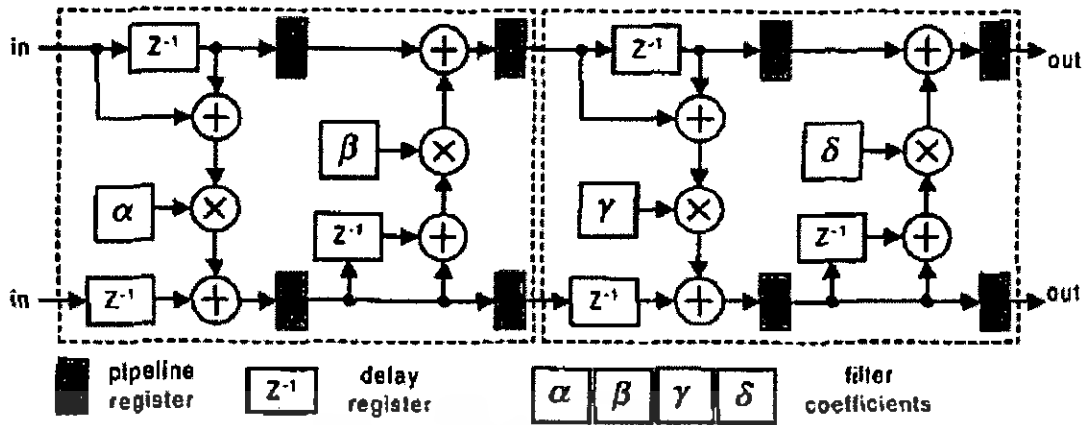 in
Z⁻¹
Z⁻¹
out
β
δ
α
γ
Z⁻¹
Z⁻¹
in
Z⁻¹
Z⁻¹
out
pipeline register
Z⁻¹
delay register
α β γ δ
filter coefficients